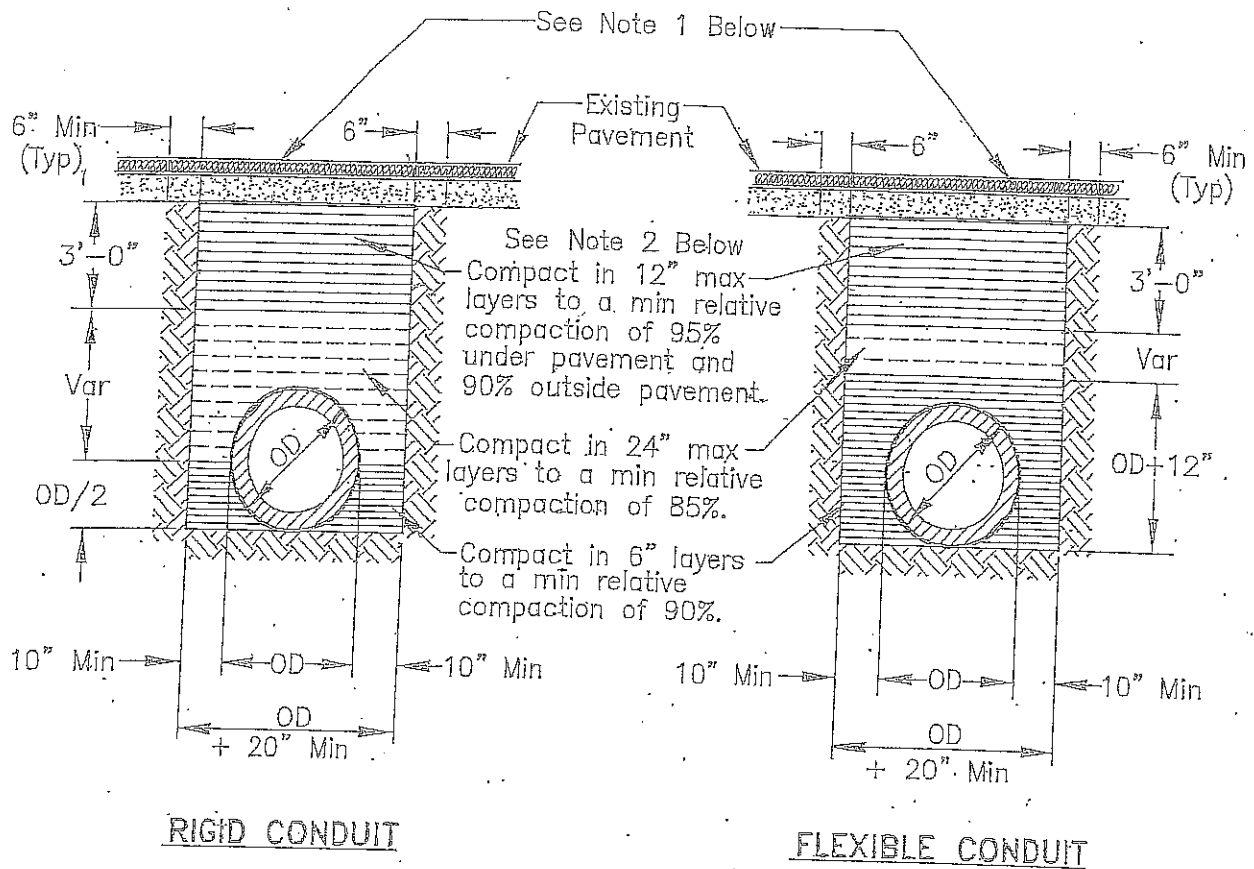 See Note 1 Below
6" Min
(Typ)
6"
Existing
Pavement
6"
6" Min
(Typ)
3'-0"
See Note 2 Below
Compact in 12" max
layers to a min relative
compaction of 95%
under pavement and
90% outside pavement.
3'-0"
Var
Var
OD
Compact in 24" max
layers to a min relative
compaction of 85%.
OD
OD+12"
OD/2
Compact in 6" layers
to a min relative
compaction of 90%.
10" Min
OD
10" Min
10" Min
OD
10" Min
OD
+ 20" Min
OD
+ 20" Min
RIGID CONDUIT
FLEXIBLE CONDUIT